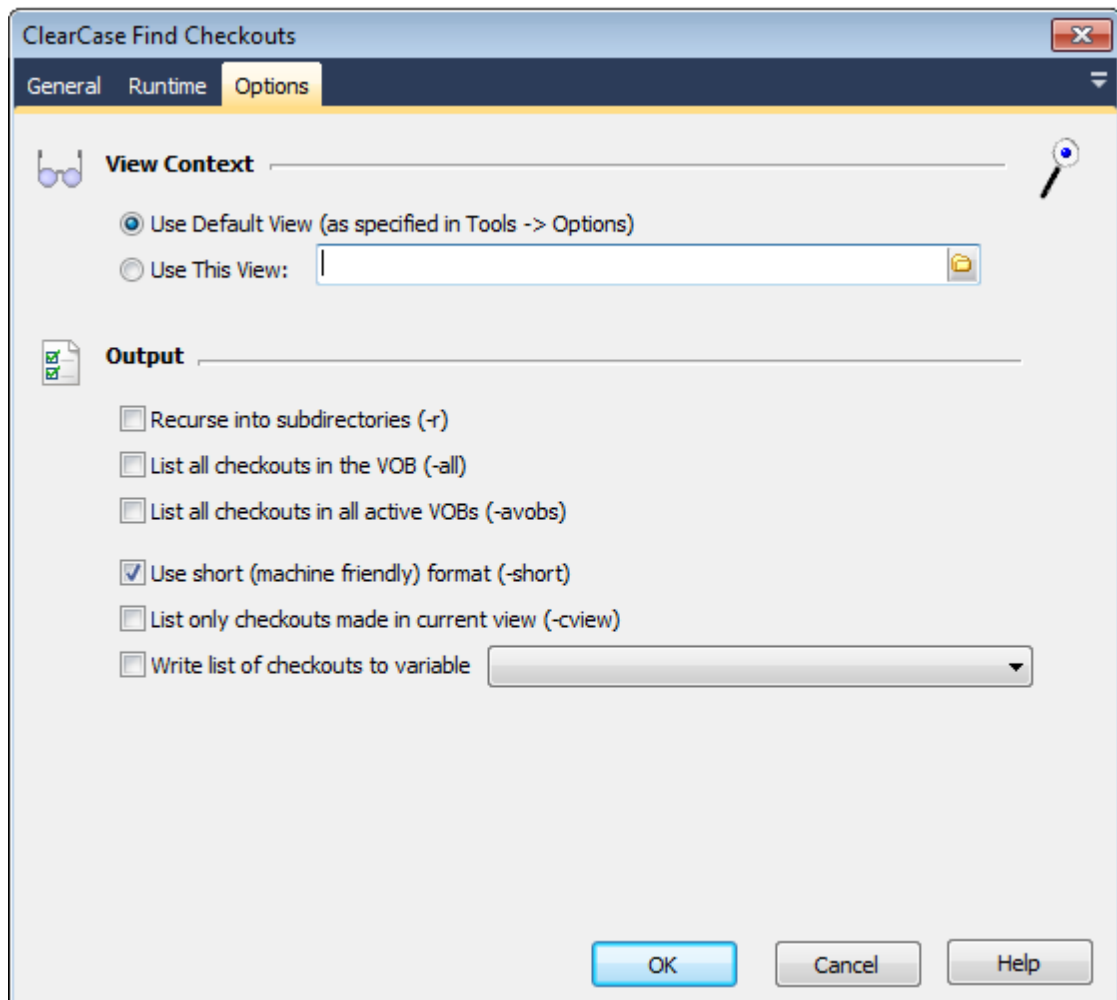 ClearCase Find Checkouts
General Runtime Options
View Context
Use Default View (as specified in Tools -> Options)
Use This View:
Output
Recurse into subdirectories (-r)
List all checkouts in the VOB (-all)
List all checkouts in all active VOBs (-avobs)
Use short (machine friendly) format (-short)
List only checkouts made in current view (-cview)
Write list of checkouts to variable
OK Cancel Help